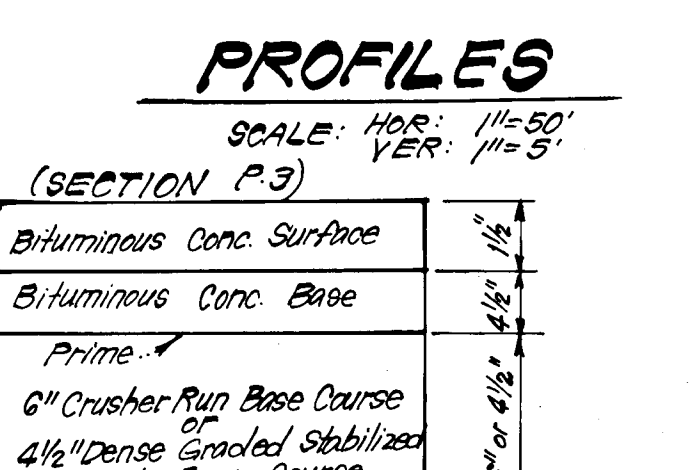 PROFILES
SCALE: HOR: 1"=50'
VER: 1"=5'
(SECTION P.3)
Bituminous Conc. Surface
1½"
Bituminous Conc. Base
4½"
Prime
6" Crusher Run Base Course
or
4½" Dense Graded Stabilized
Course
or 4½"